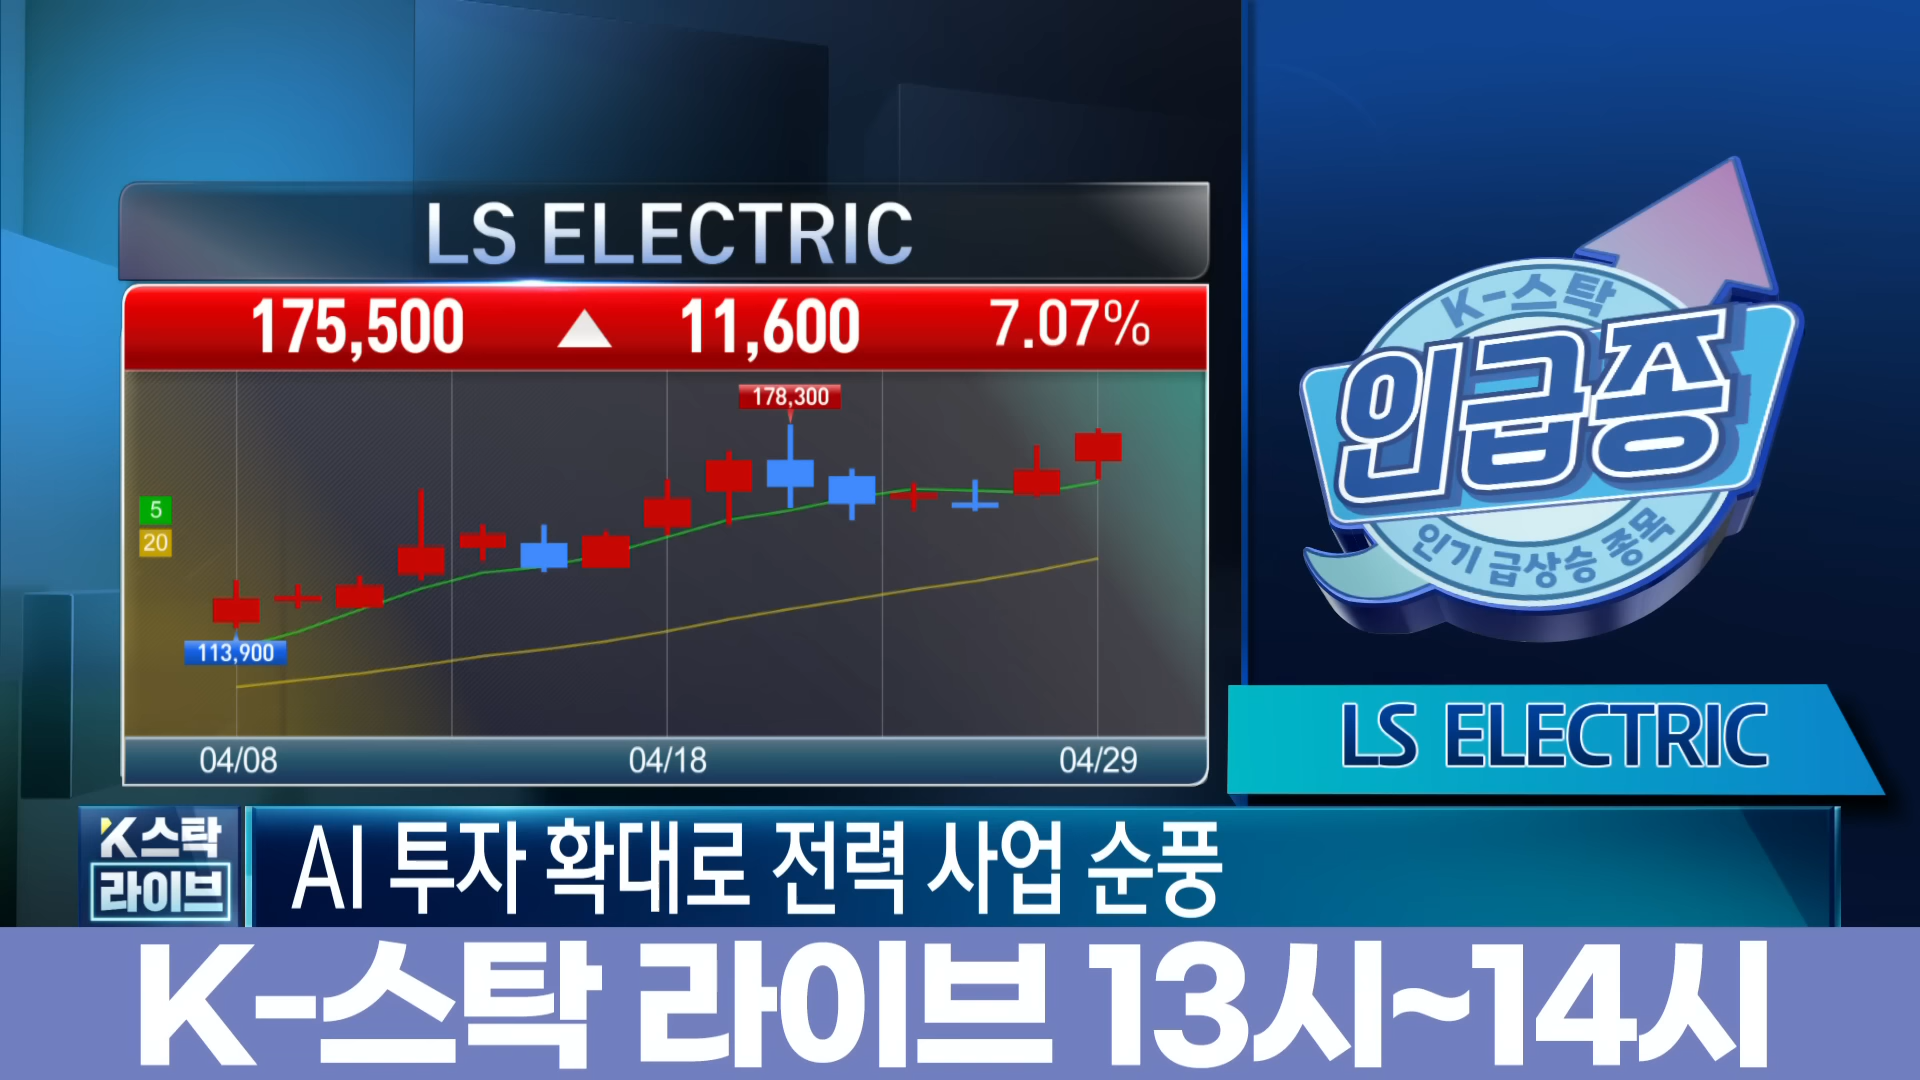 LS ELECTRIC
175,500 ▲ 11,600 7.07%
178,300
5
20
113,900
04/08 04/18 04/29
K-스탁
인급종
인기 급상승 종목
LS ELECTRIC
K스탁
라이브
AI 투자 확대로 전력 사업 순풍
K-스탁 라이브 13시~14시